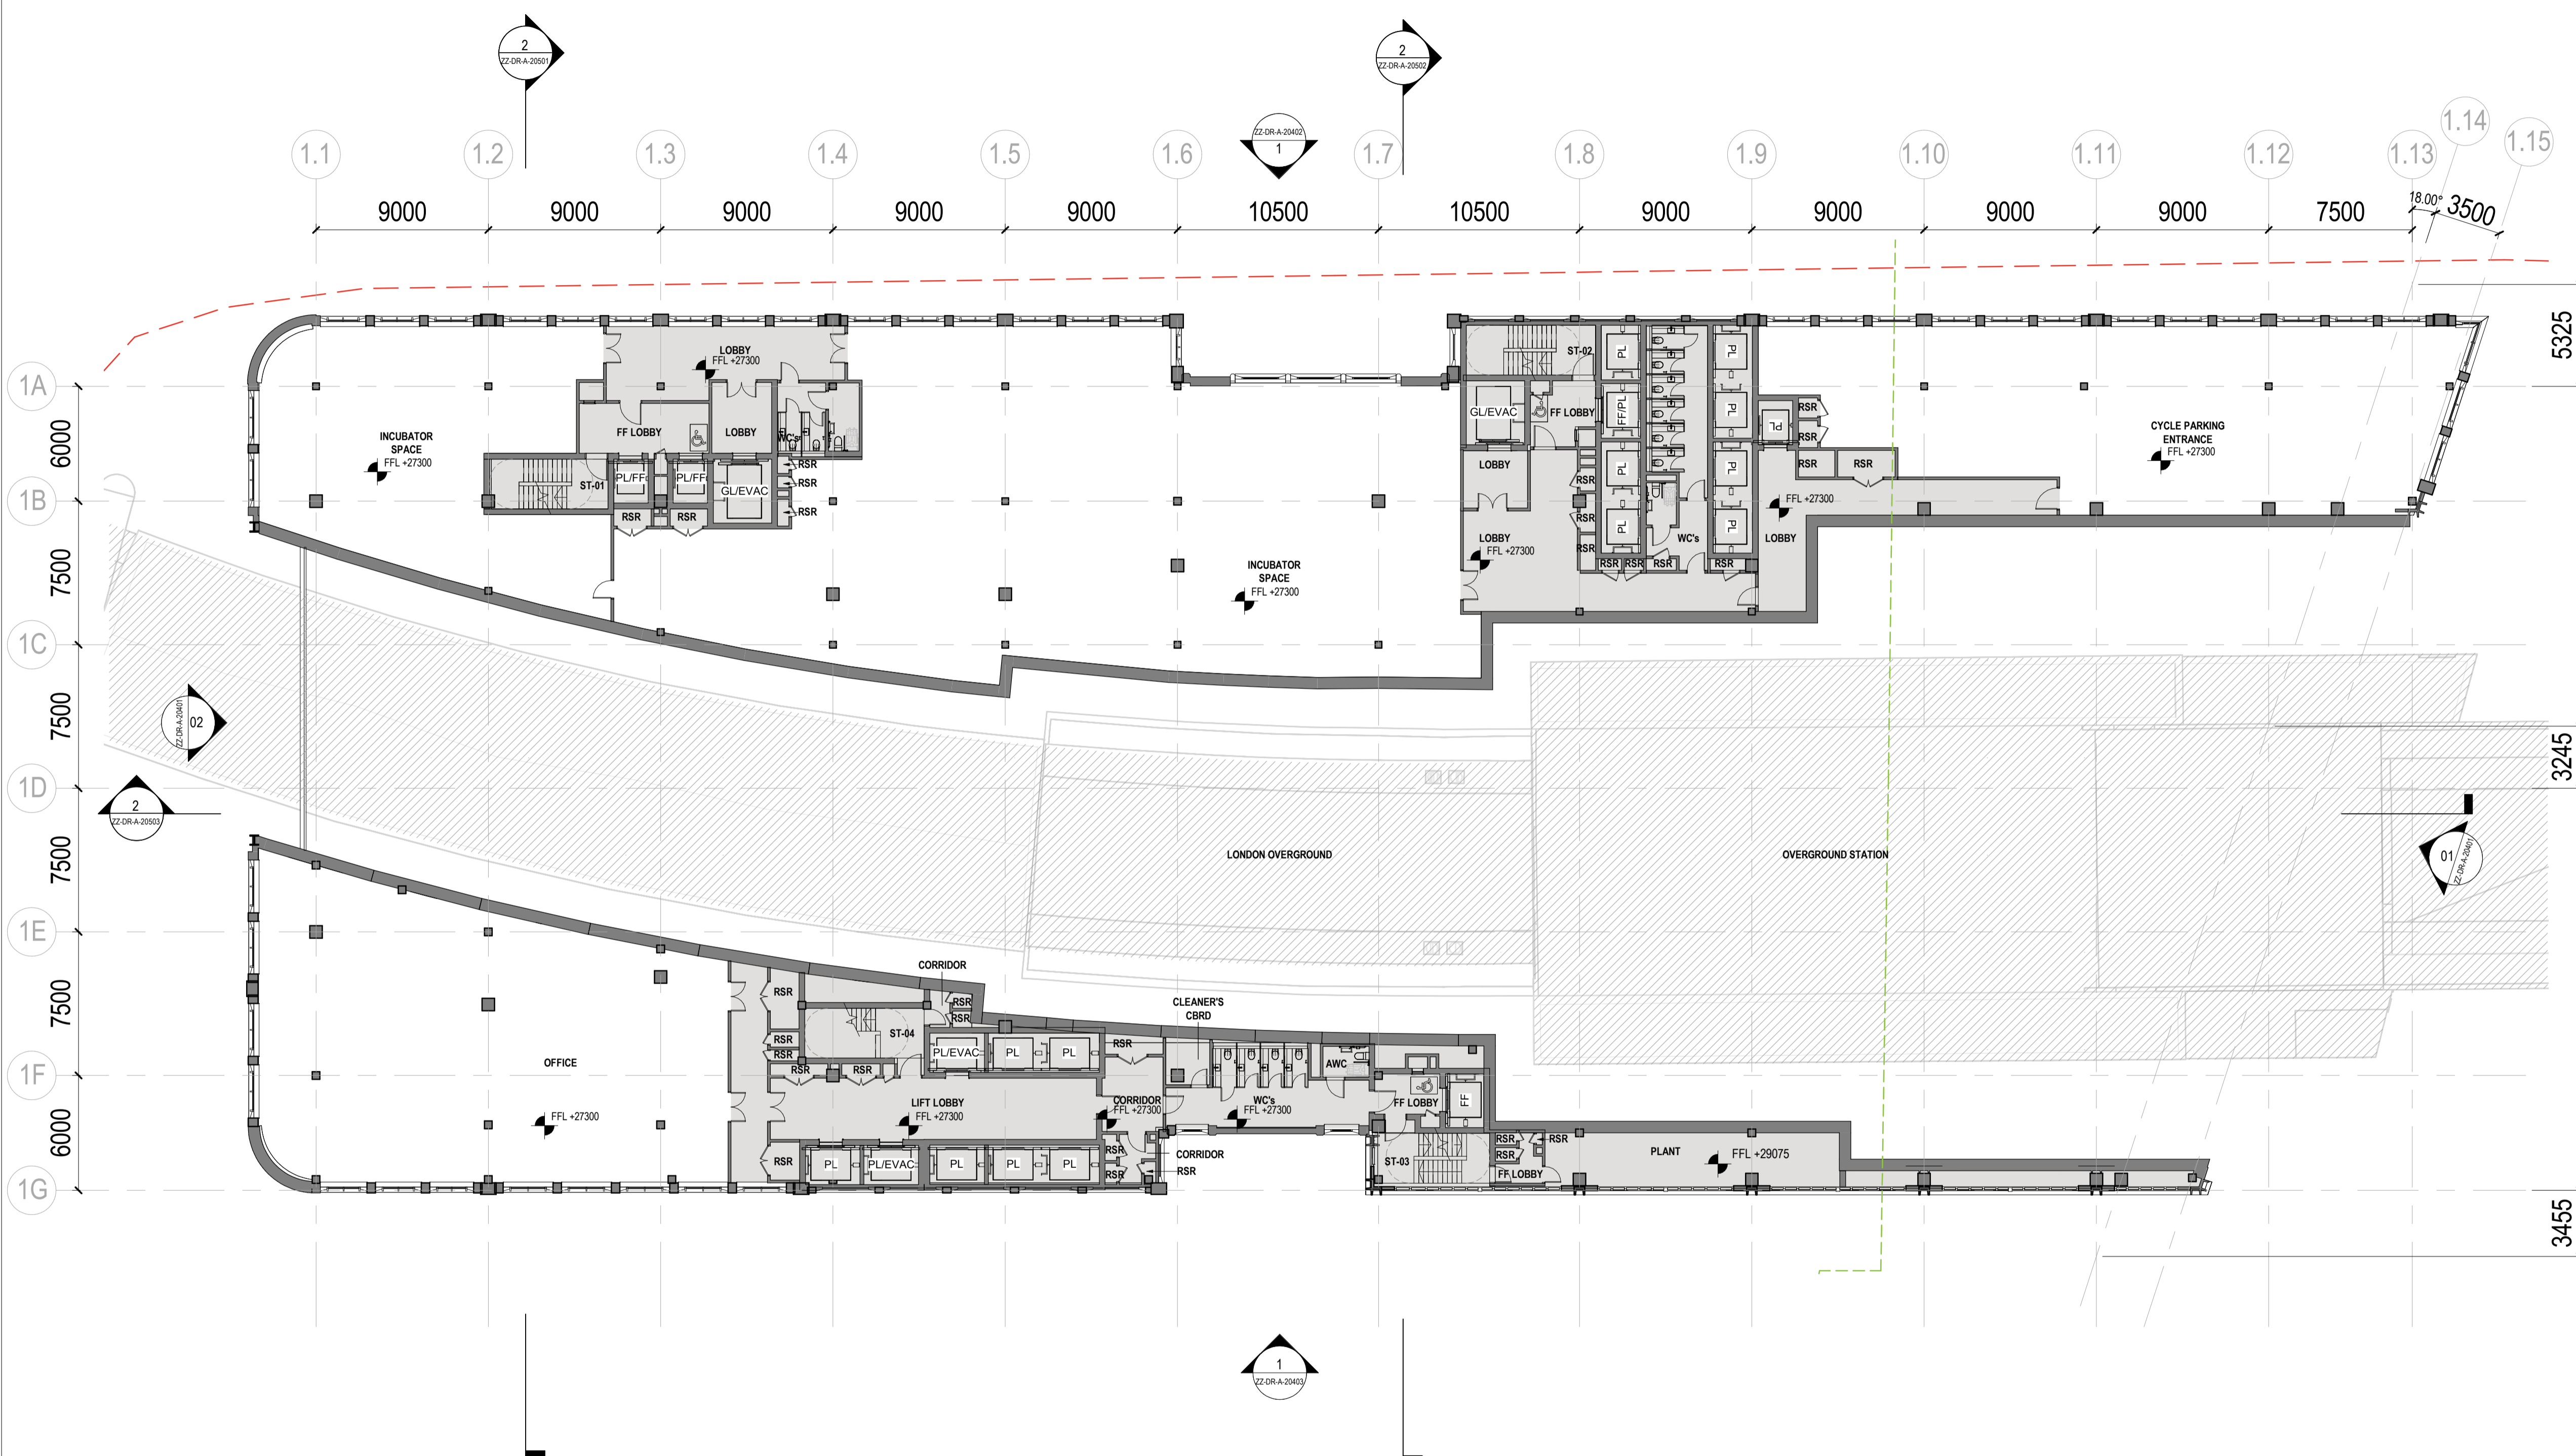 2
ZZ-DR-A-20501
2
ZZ-DR-A-20502
ZZ-DR-A-20402
1
1.1
1.2
1.3
1.4
1.5
1.6
1.7
1.8
1.9
1.10
1.11
1.12
1.13
1.14
1.15
9000
9000
9000
9000
9000
10500
10500
9000
9000
9000
9000
7500
18.00°
3500
5325
1A
6000
1B
7500
1C
7500
1D
7500
1E
7500
1F
6000
1G
LOBBY
FFL +27300
INCUBATOR
SPACE
FFL +27300
FF LOBBY
LOBBY
WC's
RSR
RSR
RSR
ST-01
PL/FF
PL/FF
GL/EVAC
RSR
RSR
INCUBATOR
SPACE
FFL +27300
ST-02
PL
PL
GL/EVAC
FF LOBBY
FF/PL
PL
PL
RSR
RSR
LOBBY
RSR
PL
PL
RSR
RSR
FFL +27300
RSR
PL
PL
LOBBY
FFL +27300
RSR
WC's
LOBBY
RSR
RSR
RSR
RSR
CYCLE PARKING
ENTRANCE
FFL +27300
02
ZZ-DR-A-20401
2
ZZ-DR-A-20503
3245
LONDON OVERGROUND
OVERGROUND STATION
01
ZZ-DR-A-20401
OFFICE
FFL +27300
CORRIDOR
RSR
RSR
RSR
ST-04
RSR
RSR
RSR
RSR
PL/EVAC
PL
PL
RSR
CLEANER'S
CBRD
AWC
LIFT LOBBY
FFL +27300
CORRIDOR
FFL +27300
WC's
FFL +27300
FF LOBBY
FF
RSR
PL
PL/EVAC
PL
PL
PL
RSR
RSR
CORRIDOR
RSR
ST-03
RSR
RSR
RSR
FF LOBBY
PLANT
FFL +29075
3455
1
ZZ-DR-A-20403